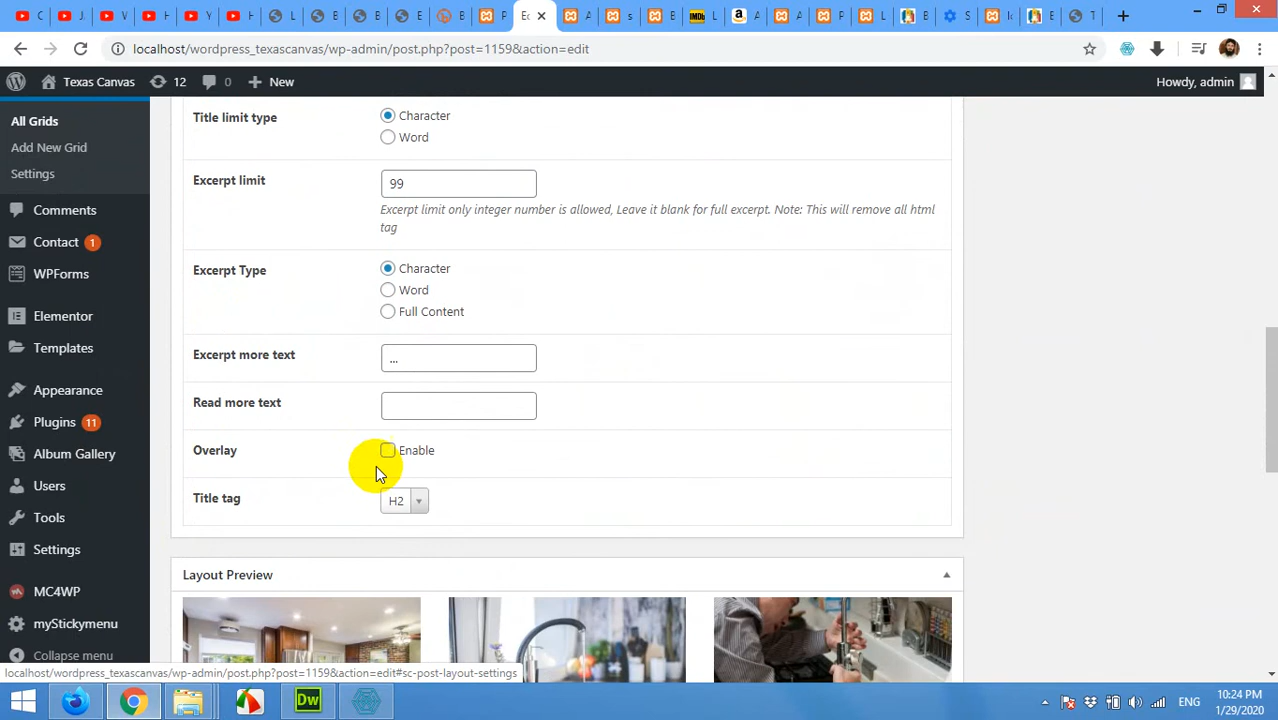 localhost/wordpress_texascanvas/wp-admin/post.php?post=1159&action=edit
Texas Canvas
12
0
New
Howdy, admin
All Grids
Add New Grid
Settings
Comments
Contact 1
WPForms
Elementor
Templates
Appearance
Plugins 11
Album Gallery
Users
Tools
Settings
MC4WP
myStickymenu
Collapse menu
Title limit type
Character
Word
Excerpt limit
99
Excerpt limit only integer number is allowed, Leave it blank for full excerpt. Note: This will remove all html
tag
Excerpt Type
Character
Word
Full Content
Excerpt more text
...
Read more text
Overlay
Enable
Title tag
H2
Layout Preview
localhost/wordpress_texascanvas/wp-admin/post.php?post=1159&action=edit#sc-post-layout-settings
Dw
ENG
10:24 PM
1/29/2020